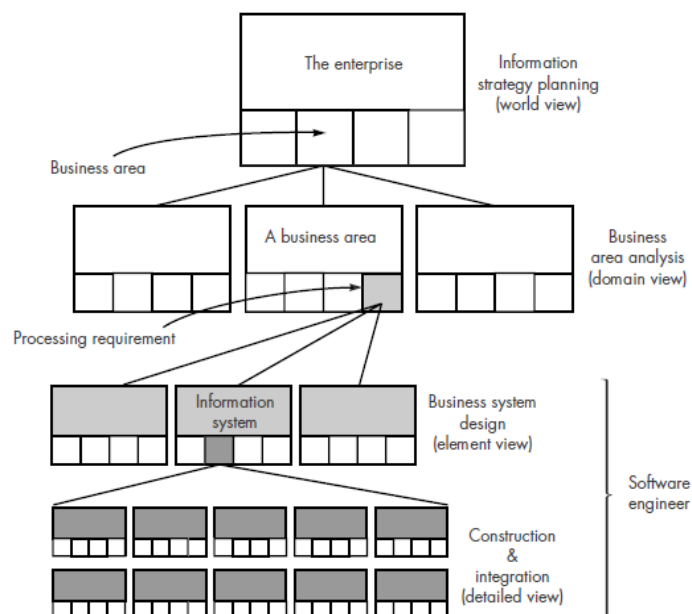 The enterprise
Information
strategy planning
(world view)
Business area
A business area
Business
area analysis
(domain view)
Processing requirement
Information
system
Business system
design
(element view)
Software
engineer
Construction
&
integration
(detailed view)